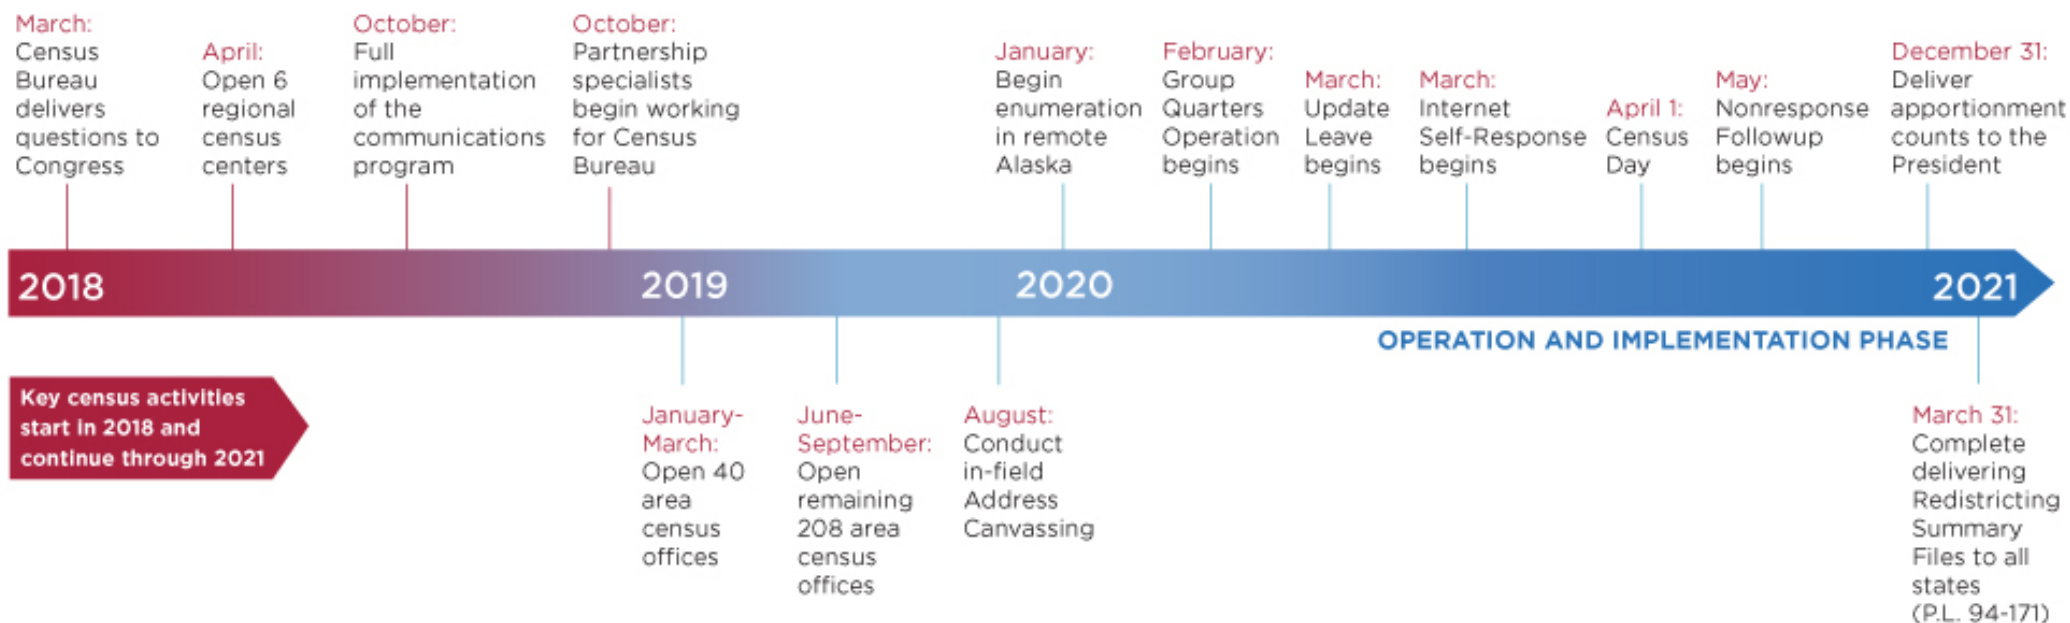 March:
Census
Bureau
delivers
questions to
Congress
April:
Open 6
regional
census
centers
October:
Full
implementation
of the
communications
program
October:
Partnership
specialists
begin working
for Census
Bureau
January:
Begin
enumeration
in remote
Alaska
February:
Group
Quarters
Operation
begins
March:
Update
Leave
begins
March:
Internet
Self-Response
begins
April 1:
Census
Day
May:
Nonresponse
Followup
begins
December 31:
Deliver
apportionment
counts to the
President
2018
2019
2020
2021
OPERATION AND IMPLEMENTATION PHASE
Key census activities
start in 2018 and
continue through 2021
January-
March:
Open 40
area
census
offices
June-
September:
Open
remaining
208 area
census
offices
August:
Conduct
in-field
Address
Canvassing
March 31:
Complete
delivering
Redistricting
Summary
Files to all
states
(P.L. 94-171)